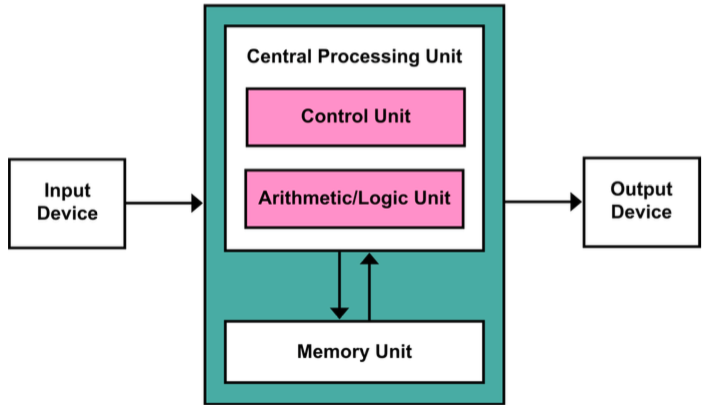 Central Processing Unit
Control Unit
Arithmetic/Logic Unit
Input
Device
Output
Device
Memory Unit